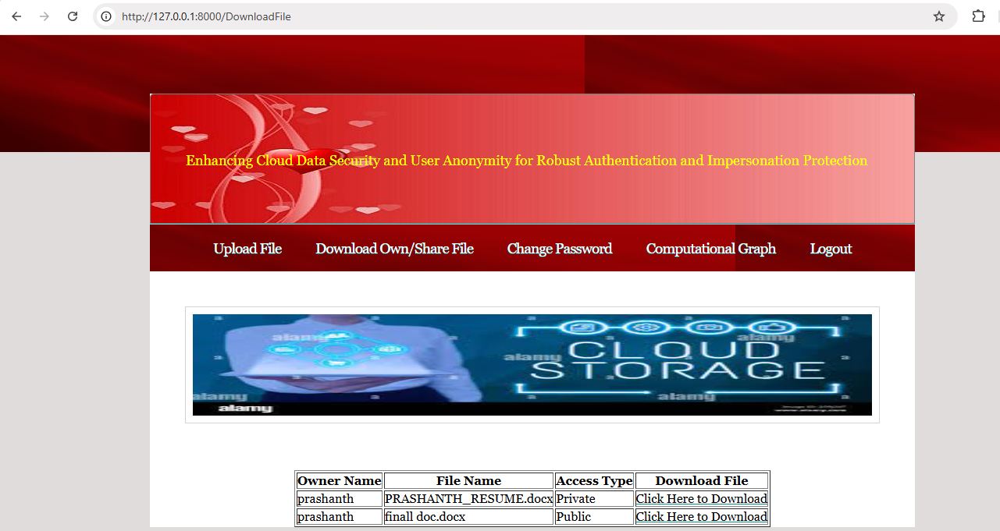 http://127.0.0.1:8000/DownloadFile
Enhancing Cloud Data Security and User Anonymity for Robust Authentication and Impersonation Protection
Upload File Download Own/Share File Change Password Computational Graph Logout
alamy
alamy
alamy
CLOUD
STORAGE
alamy
alamy
alamy
Owner Name File Name Access Type Download File
prashanth PRASHANTH_RESUME.docx Private Click Here to Download
prashanth finall doc.docx Public Click Here to Download